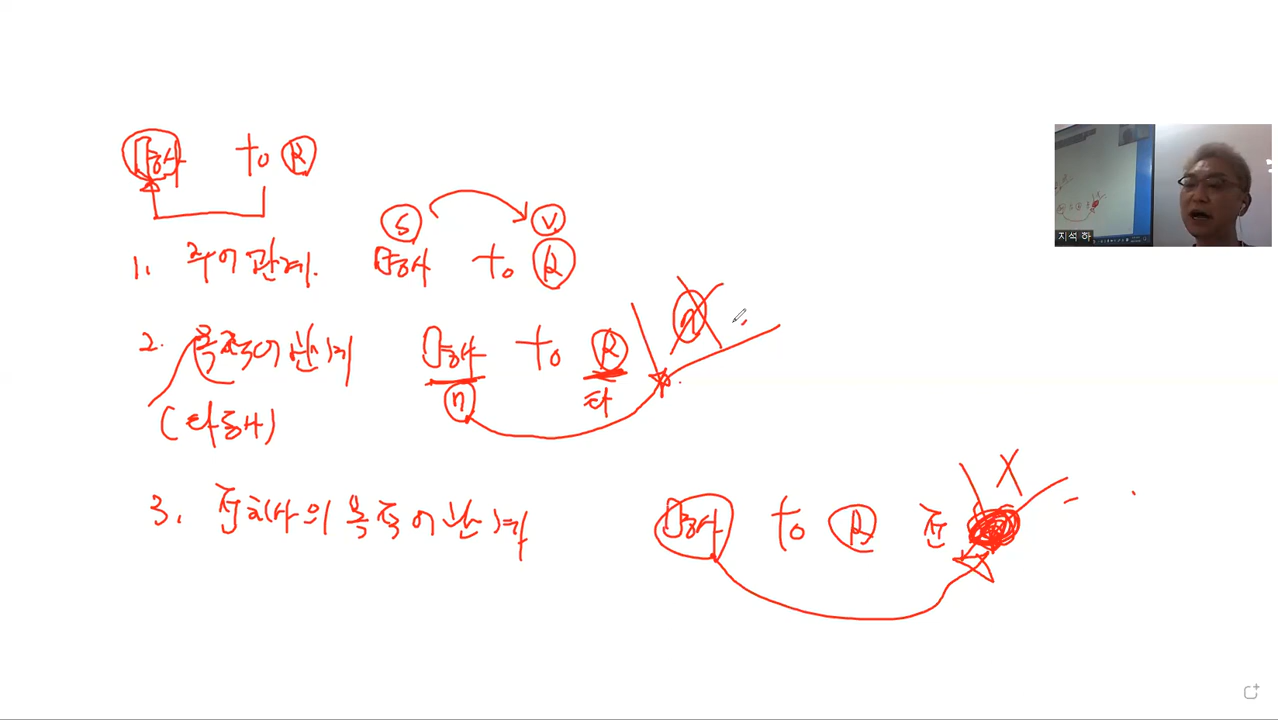 명사 to R
S V
1. 주어 관계. 명사 to R
n
2. 목적어 관계 명사 to R
n 타
(타동사)
3. 전치사의 목적어 관계 명사 to R 전
X
지석 하